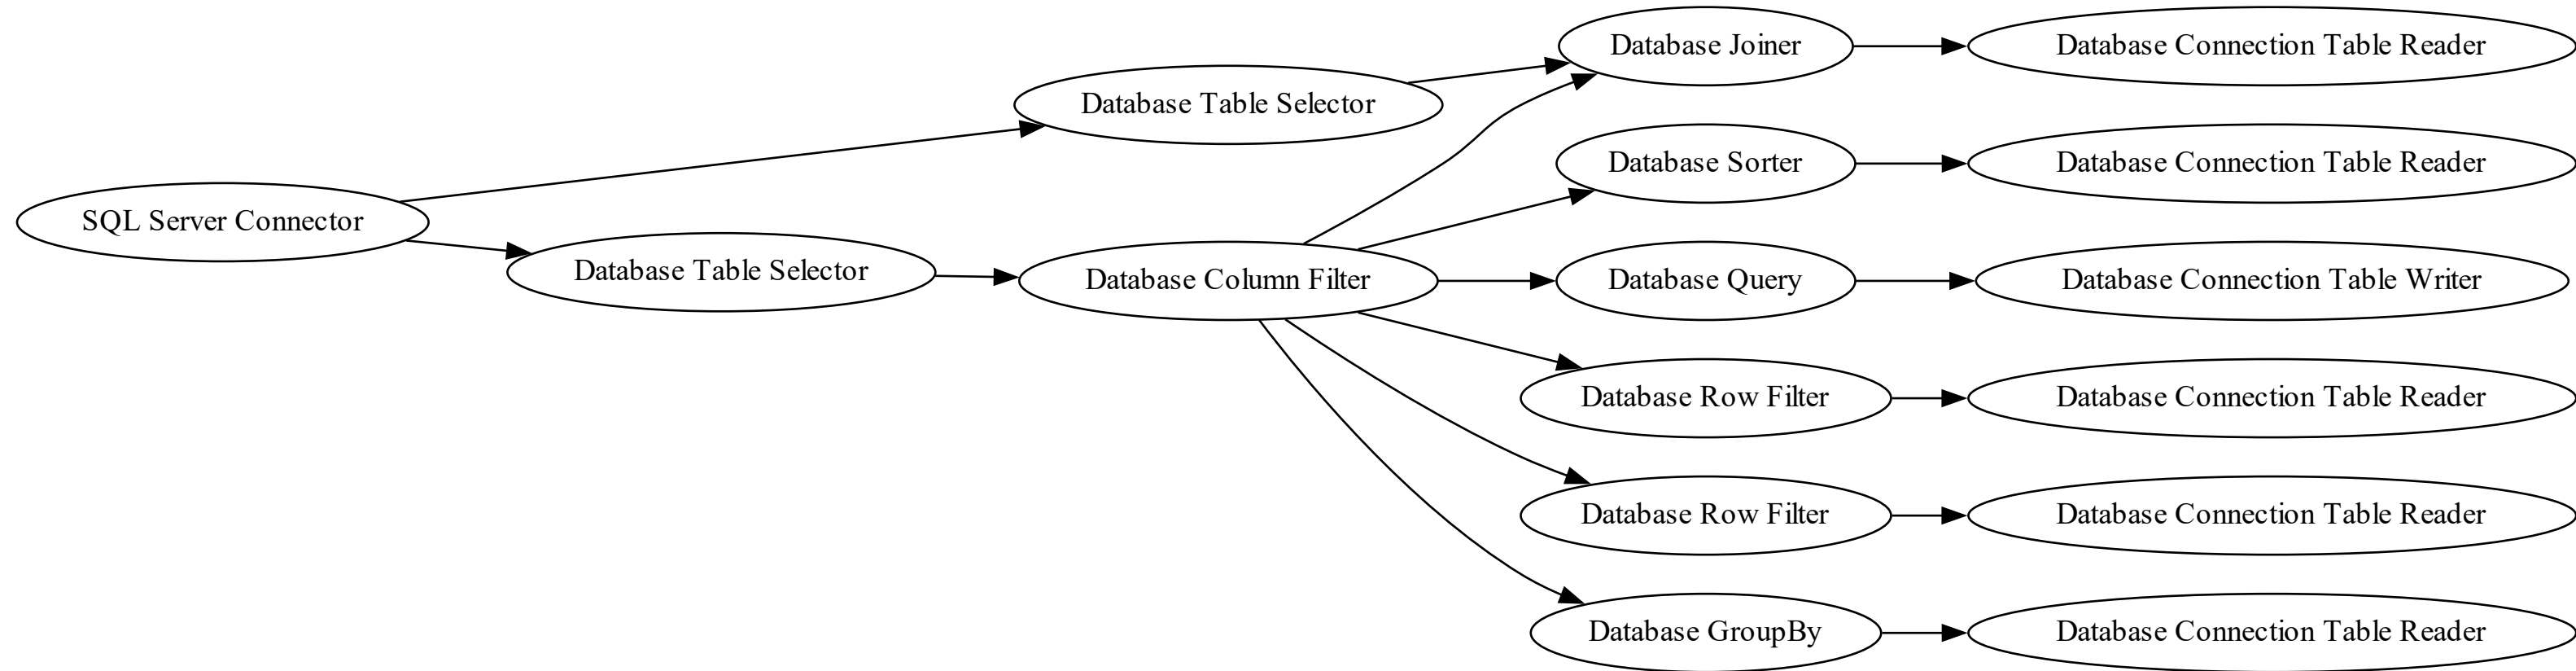 Database Joiner
Database Connection Table Reader
Database Table Selector
Database Sorter
Database Connection Table Reader
SQL Server Connector
Database Table Selector
Database Column Filter
Database Query
Database Connection Table Writer
Database Row Filter
Database Connection Table Reader
Database Row Filter
Database Connection Table Reader
Database GroupBy
Database Connection Table Reader